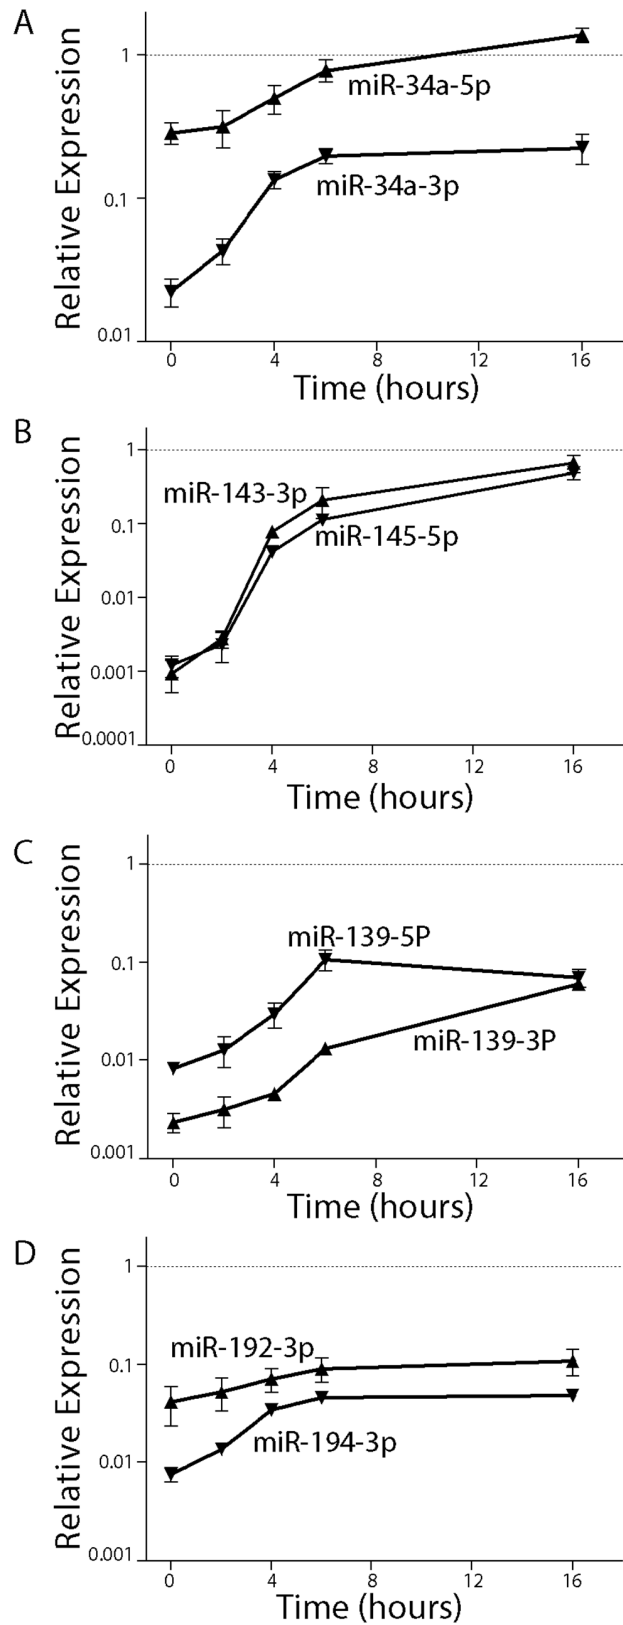 A
Relative Expression
1
0.1
0.01
miR-34a-5p
miR-34a-3p
0 4 8 12 16
Time (hours)
B
Relative Expression
1
0.1
0.01
0.001
0.0001
miR-143-3p
miR-145-5p
0 4 8 12 16
Time (hours)
C
Relative Expression
1
0.1
0.01
0.001
miR-139-5P
miR-139-3P
0 4 8 12 16
Time (hours)
D
Relative Expression
1
0.1
0.01
0.001
miR-192-3p
miR-194-3p
0 4 8 12 16
Time (hours)